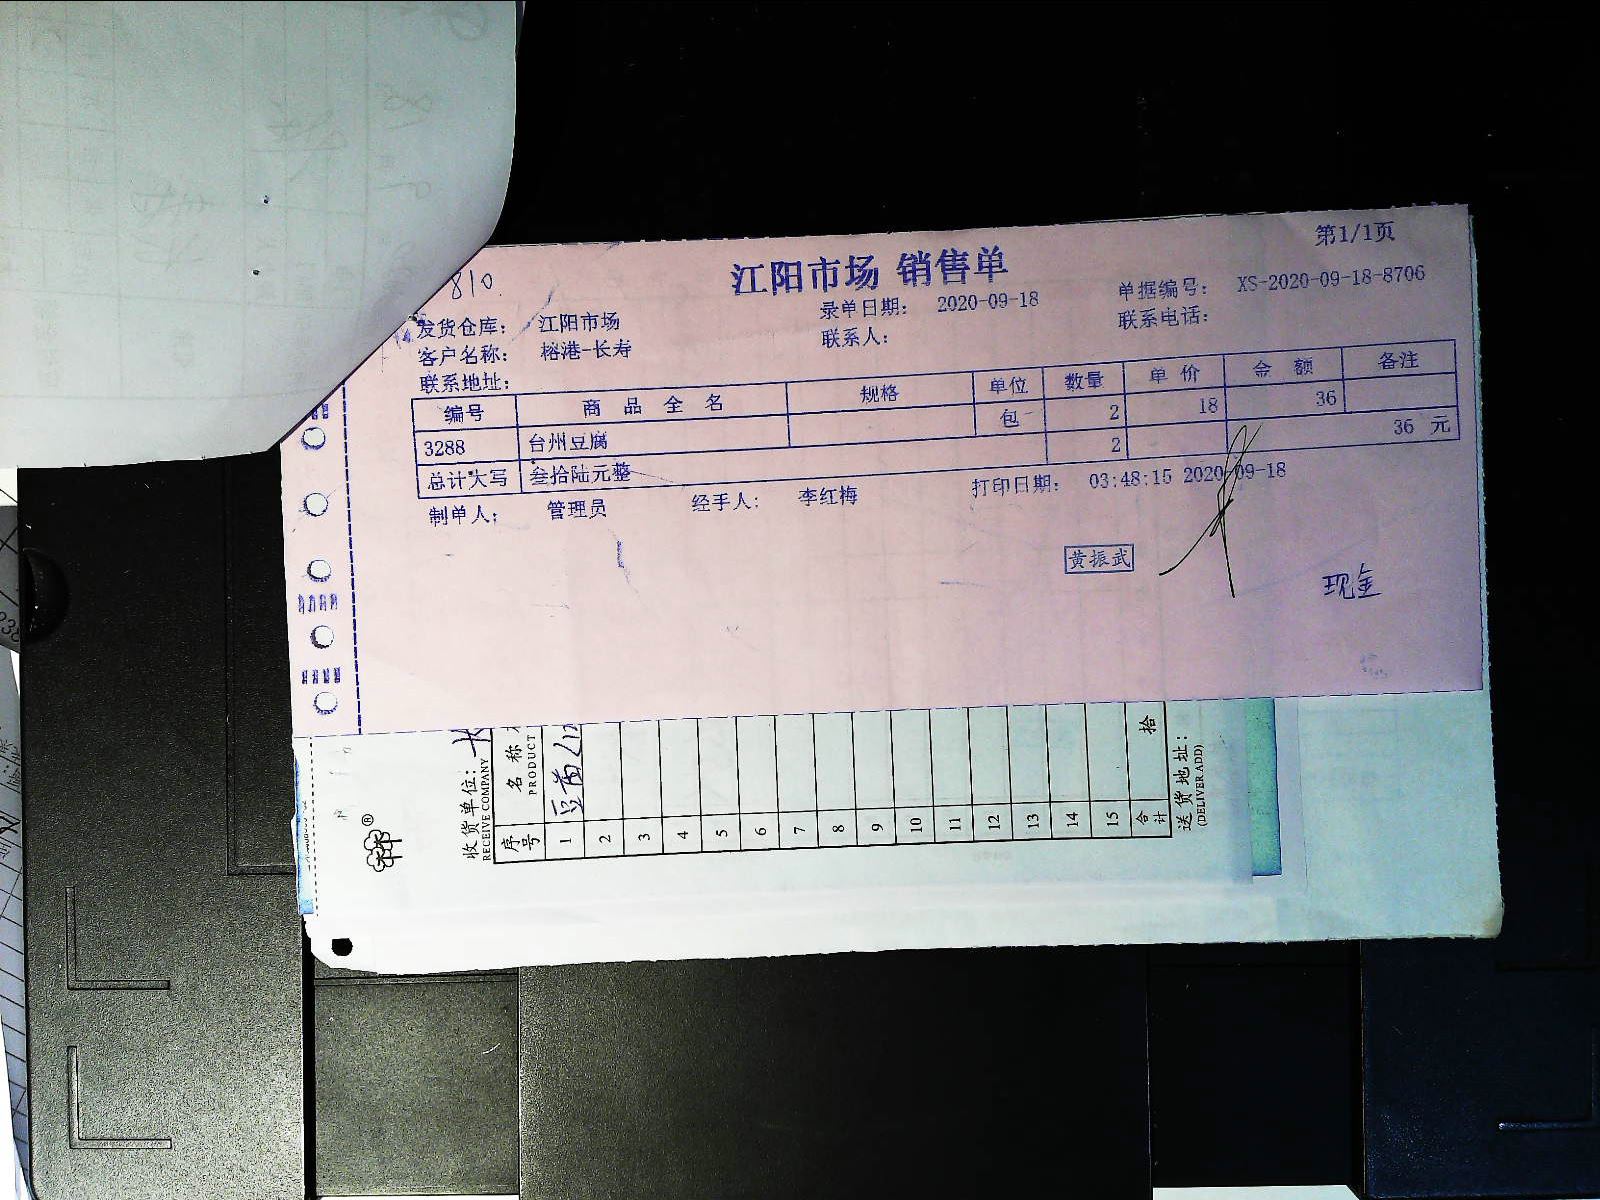 第1/1页
810
江阳市场 销售单
发货仓库: 江阳市场 录单日期: 2020-09-18 单据编号: XS-2020-09-18-8706
客户名称: 榕港-长寿 联系人: 联系电话:
联系地址:
编号 商品全名 规格 单位 数量 单价 金额 备注
3288 台州豆腐 包 2 18 36
总计大写 叁拾陆元整 2 36 元
制单人: 管理员 经手人: 李红梅 打印日期: 03:48:15 2020-09-18
黄振武
现金
收货单位:
RECEIVE COMPANY
序号 名称
PRODUCT
1
2
3
4
5
6
7
8
9
10
11
12
13
14
15
合计 拾
送货地址:
(DELIVER ADD)